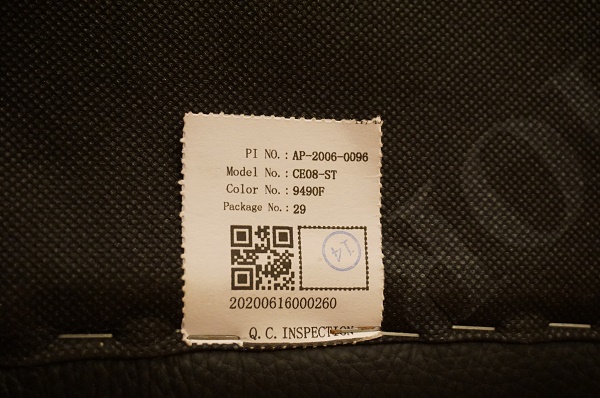 PI NO. : AP-2006-0096
Model No. : CE08-ST
Color No. : 9490F
Package No. : 29
14
20200616000260
Q.C. INSPECTION